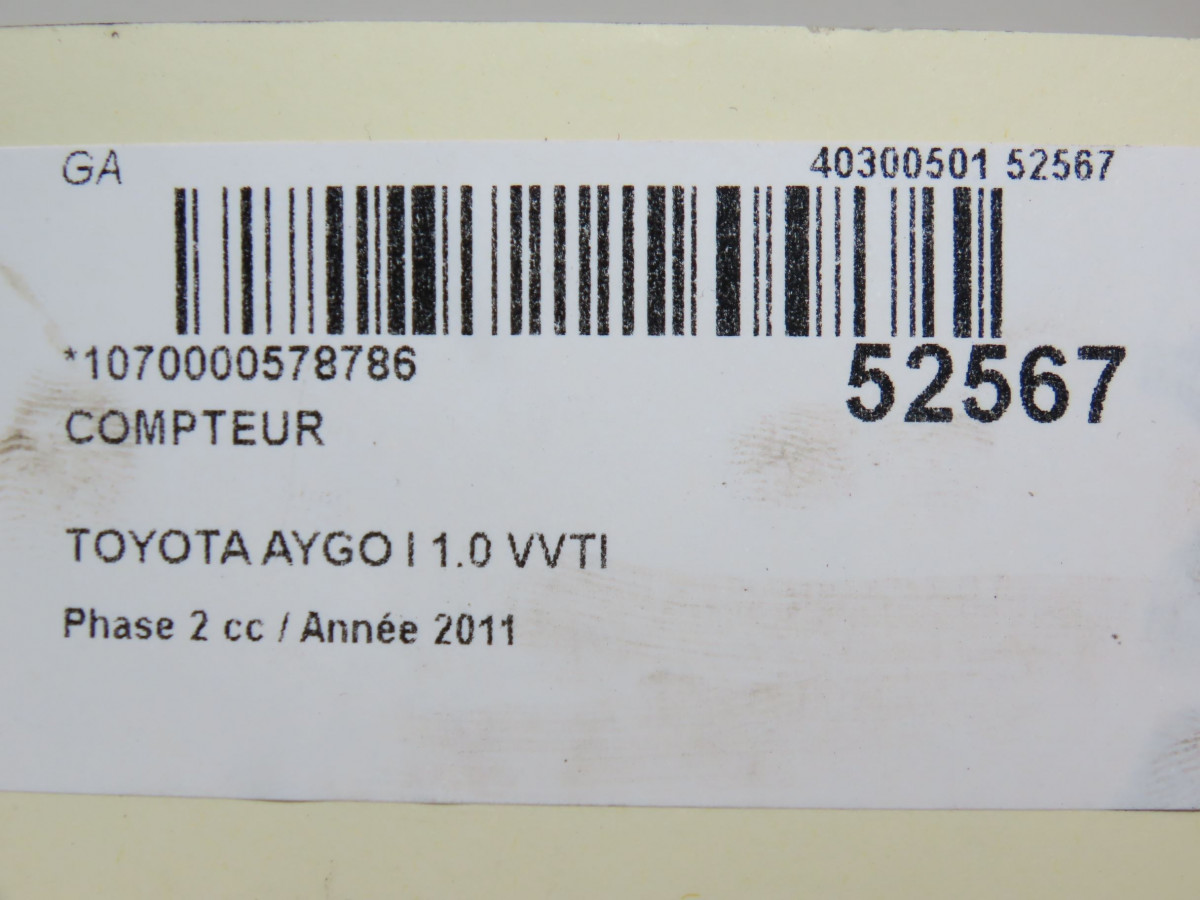 GA 40300501 52567
*1070000578786 52567
COMPTEUR
TOYOTA AYGO I 1.0 VVTI
Phase 2 cc / Année 2011